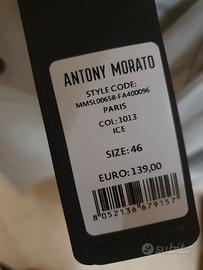 ANTONY MORATO
STYLE CODE:
MMSL00658-FA400096
PARIS
COL: 1013
ICE
SIZE: 46
EURO: 139,00
8 052136 679157
subito